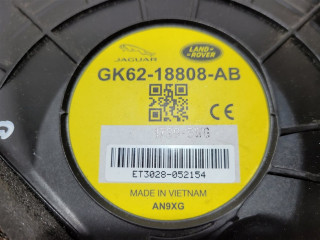 JAGUAR
LAND ROVER
GK62-18808-AB
CE
ET3028-052154
MADE IN VIETNAM
AN9XG